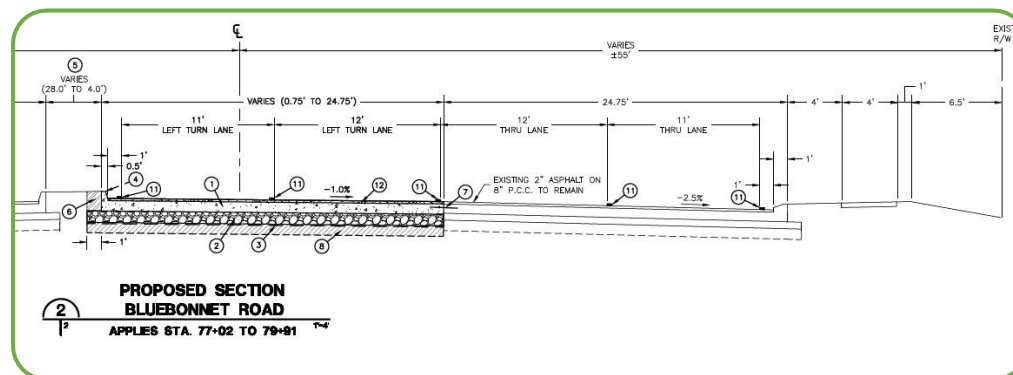 ℄
EXIST
R/W
VARIES
±55'
5
VARIES
(28.0' TO 4.0')
VARIES (0.75' TO 24.75')
24.75'
4'
4'
1'
6.5'
11'
LEFT TURN LANE
12'
LEFT TURN LANE
12'
THRU LANE
11'
THRU LANE
1'
0.5'
1'
4
11
1
11
-1.0%
12
11
7
EXISTING 2" ASPHALT ON
8" P.C.C. TO REMAIN
11
-2.5%
1'
11
6
1'
2
3
8
2
2
PROPOSED SECTION
BLUEBONNET ROAD
APPLIES STA. 77+02 TO 79+91
1"=4'